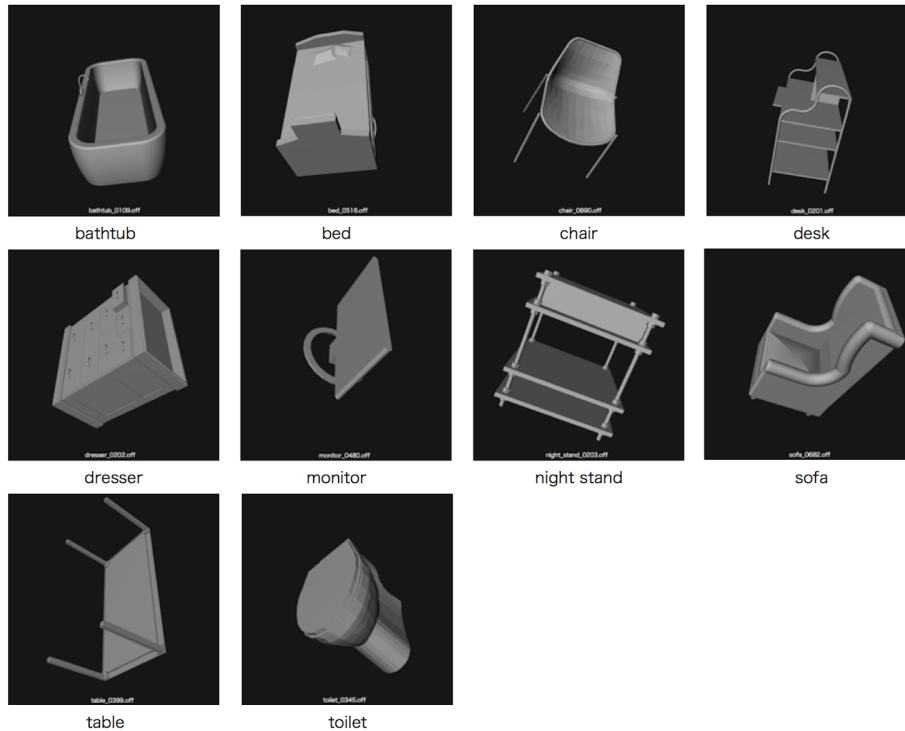 bathtub_0109.off
bed_0516.off
chair_0890.off
desk_0201.off
bathtub
bed
chair
desk
dresser_0202.off
monitor_0480.off
night_stand_0203.off
sofa_0682.off
dresser
monitor
night stand
sofa
table_0399.off
toilet_0345.off
table
toilet